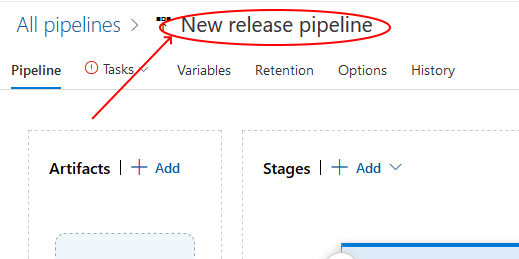 All pipelines > New release pipeline
Pipeline Tasks Variables Retention Options History
Artifacts | + Add Stages | + Add